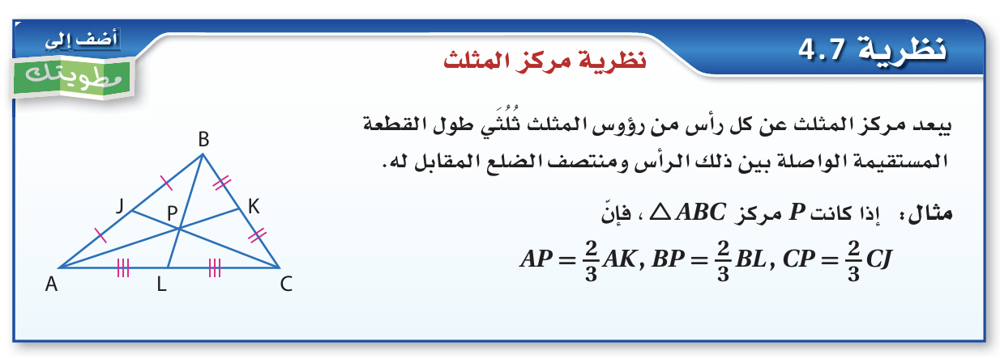 نظرية 4.7
أضف إلى
مطويتك
نظرية مركز المثلث
يبعد مركز المثلث عن كل رأس من رؤوس المثلث ثُلُثَي طول القطعة
المستقيمة الواصلة بين ذلك الرأس ومنتصف الضلع المقابل له.
مثال: إذا كانت P مركز △ABC ، فإنّ
AP = 2/3 AK, BP = 2/3 BL, CP = 2/3 CJ
B
J
P
K
A
L
C